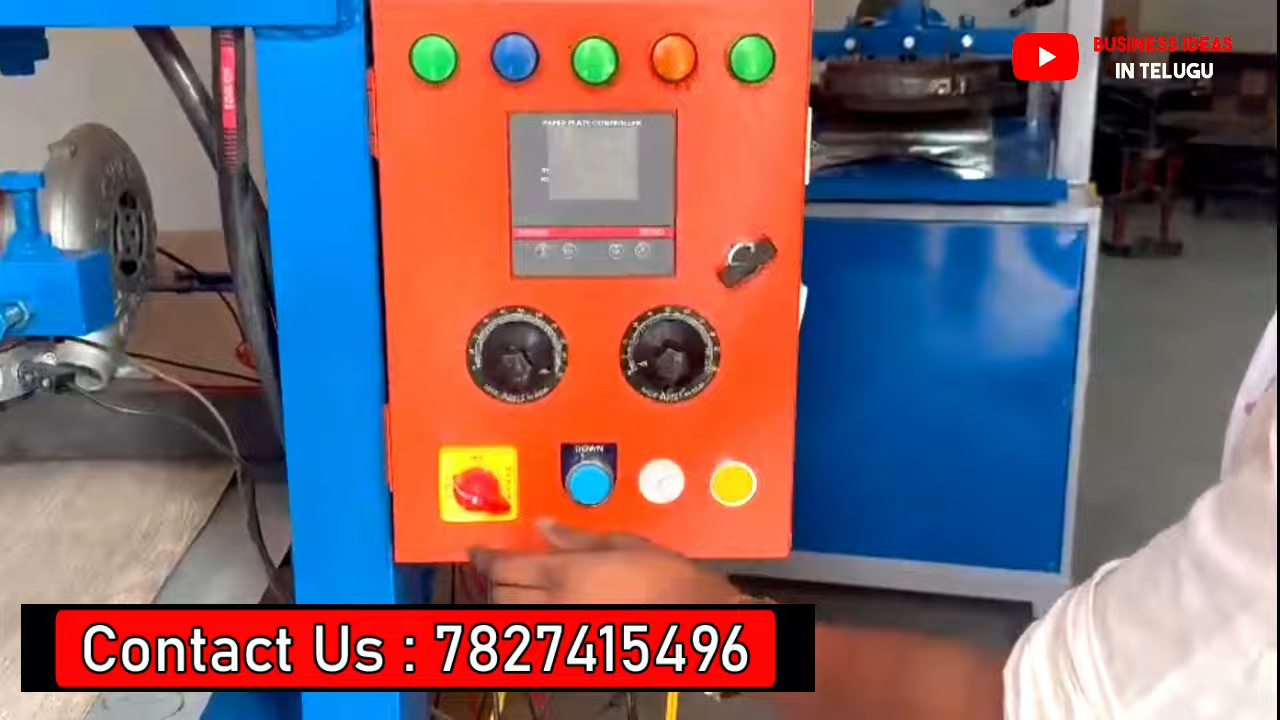 BUSINESS IDEAS
IN TELUGU
PAPER PLATE CONTROLLER
DOWN
Contact Us : 7827415496